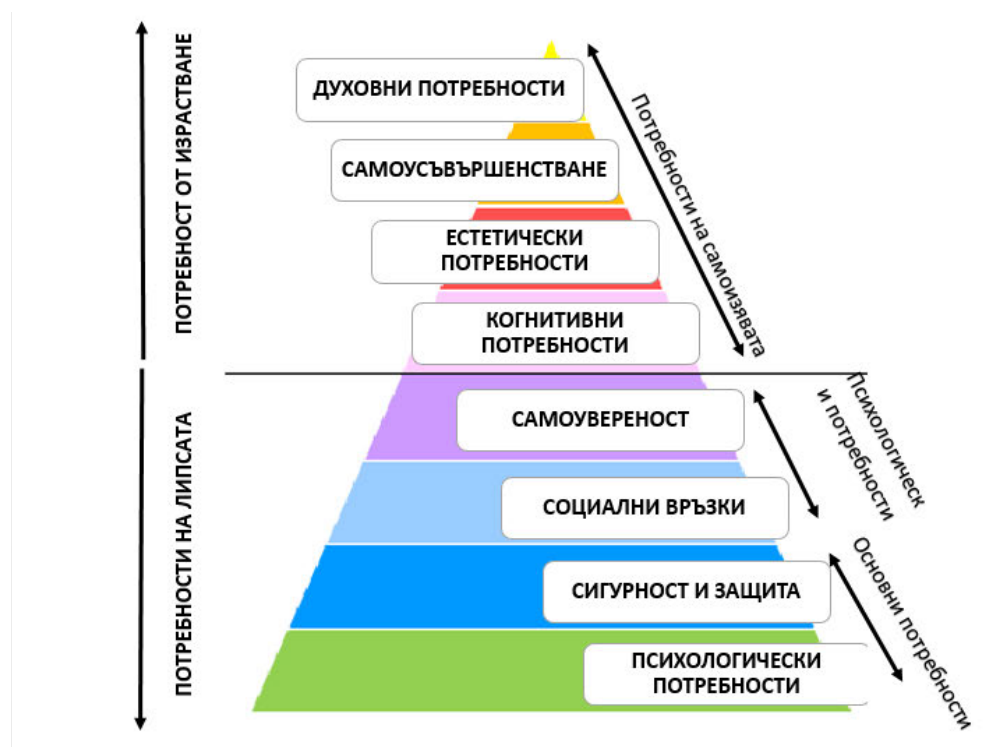 ПОТРЕБНОСТ ОТ ИЗРАСТВАНЕ
ПОТРЕБНОСТИ НА ЛИПСАТА
ДУХОВНИ ПОТРЕБНОСТИ
САМОУСЪВЪРШЕНСТВАНЕ
ЕСТЕТИЧЕСКИ
ПОТРЕБНОСТИ
КОГНИТИВНИ
ПОТРЕБНОСТИ
САМОУВЕРЕНОСТ
СОЦИАЛНИ ВРЪЗКИ
СИГУРНОСТ И ЗАЩИТА
ПСИХОЛОГИЧЕСКИ
ПОТРЕБНОСТИ
Потребности на самоизявата
Психологическ
и потребности
Основни потребности